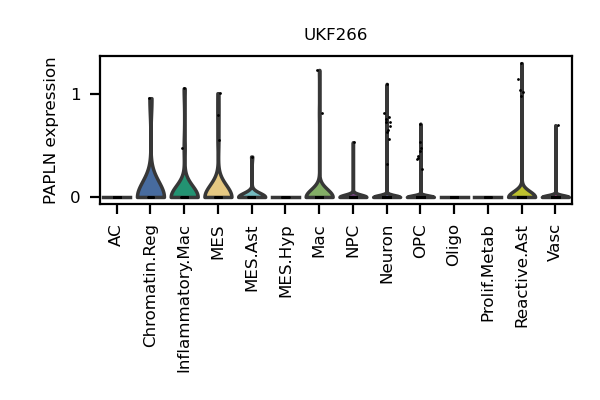 UKF266
PAPLN expression
1
0
AC
Chromatin.Reg
Inflammatory.Mac
MES
MES.Ast
MES.Hyp
Mac
NPC
Neuron
OPC
Oligo
Prolif.Metab
Reactive.Ast
Vasc